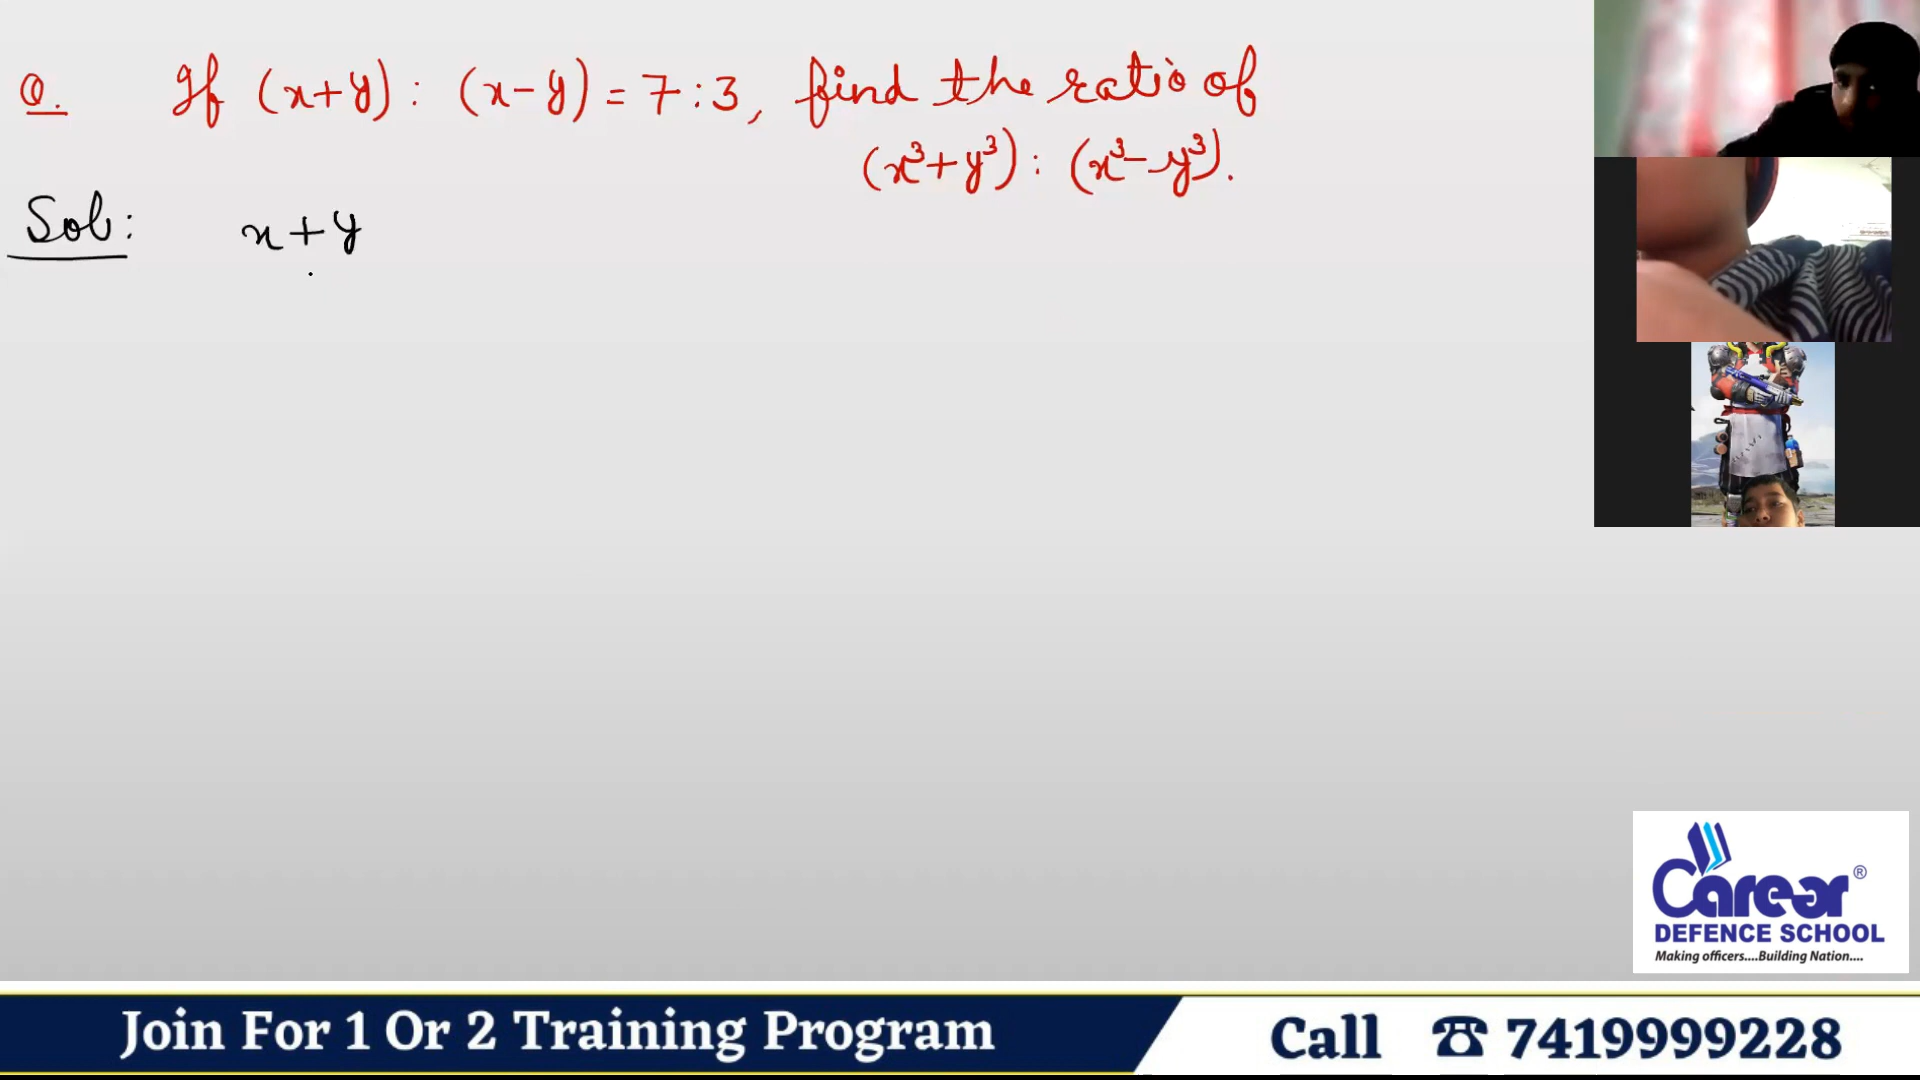 Q. If (x+y) : (x-y) = 7:3, find the ratio of
(x³+y³) : (x³-y³).
Sol: x+y
Career®
DEFENCE SCHOOL
Making officers....Building Nation....
Join For 1 Or 2 Training Program
Call ☎ 7419999228